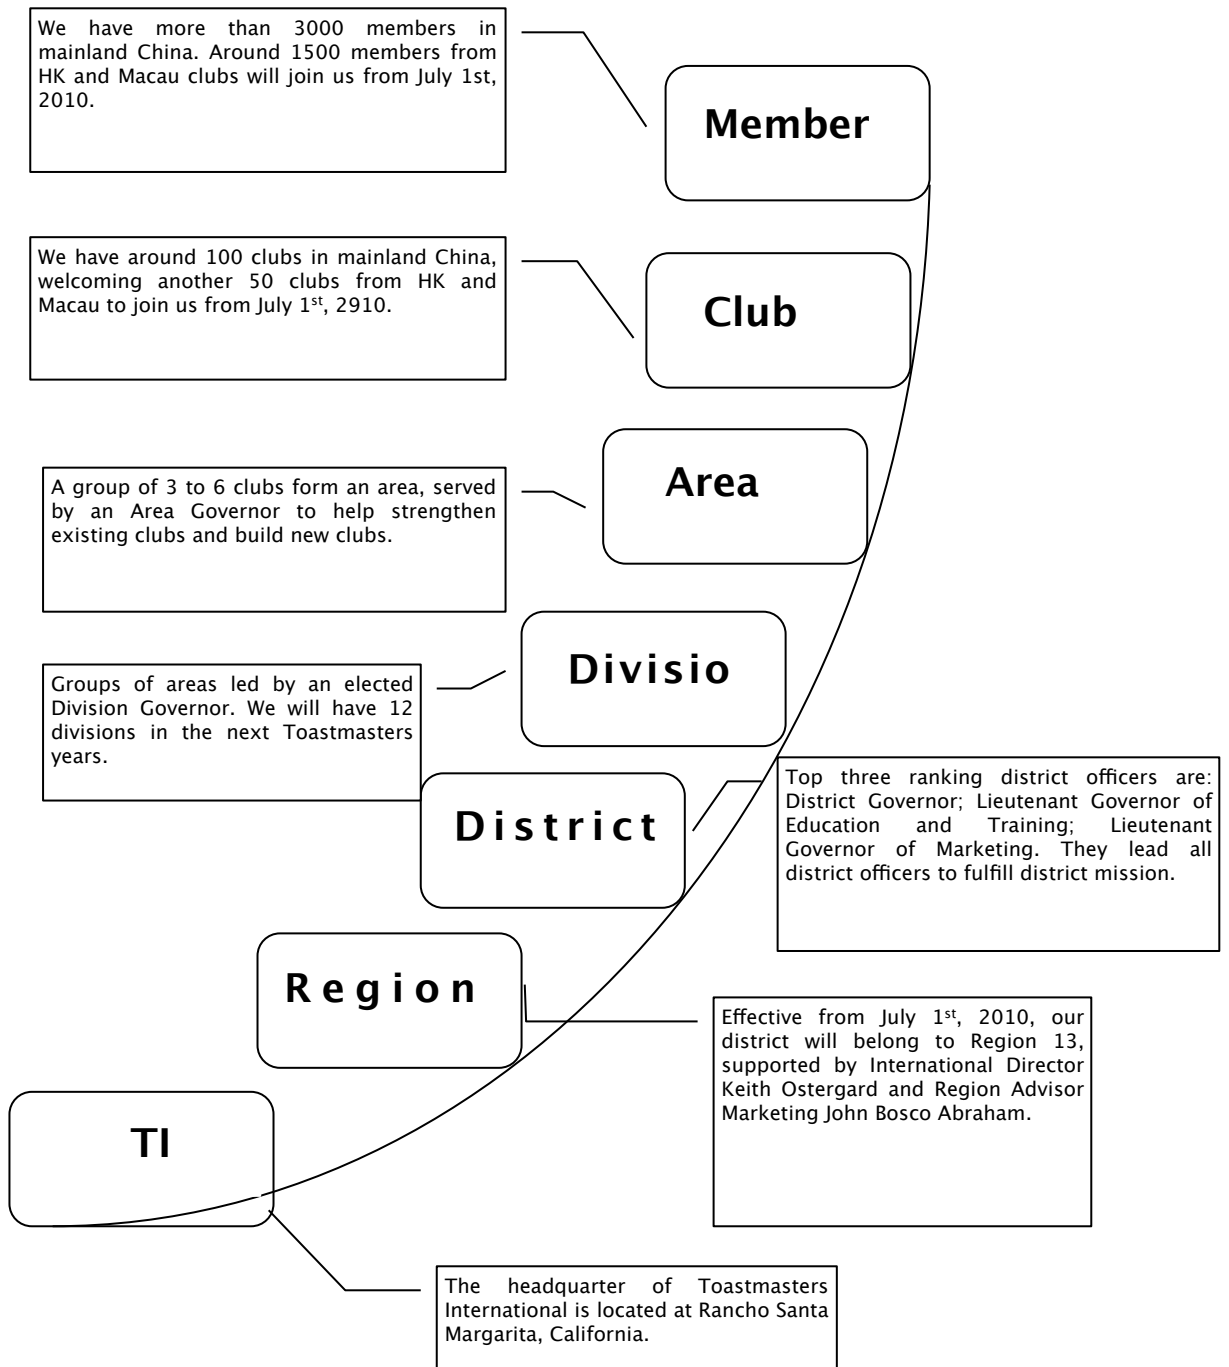 We have more than 3000 members in
mainland China. Around 1500 members from
HK and Macau clubs will join us from July 1st,
2010.
Member
We have around 100 clubs in mainland China,
welcoming another 50 clubs from HK and
Macau to join us from July 1st, 2910.
Club
Area
A group of 3 to 6 clubs form an area, served
by an Area Governor to help strengthen
existing clubs and build new clubs.
Divisio
Groups of areas led by an elected
Division Governor. We will have 12
divisions in the next Toastmasters
years.
District
Top three ranking district officers are:
District Governor; Lieutenant Governor of
Education and Training; Lieutenant
Governor of Marketing. They lead all
district officers to fulfill district mission.
Region
Effective from July 1st, 2010, our
district will belong to Region 13,
supported by International Director
Keith Ostergard and Region Advisor
Marketing John Bosco Abraham.
TI
The headquarter of Toastmasters
International is located at Rancho Santa
Margarita, California.